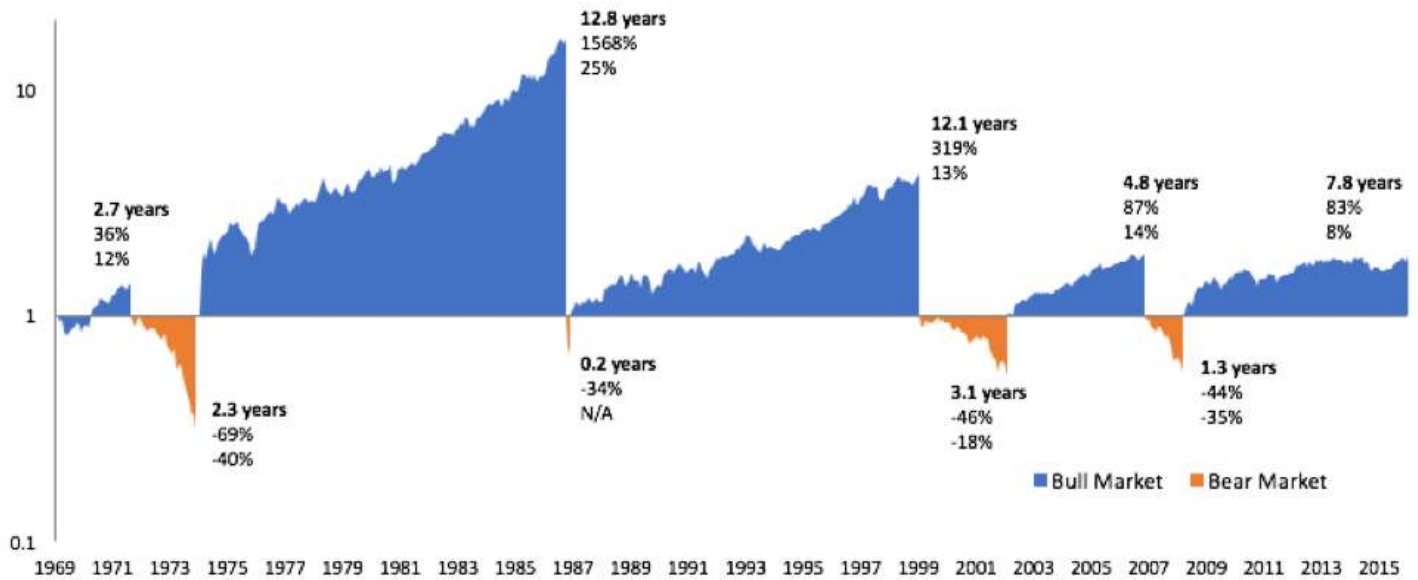 12.8 years
1568%
25%
10
12.1 years
319%
13%
2.7 years
36%
12%
4.8 years
87%
14%
7.8 years
83%
8%
1
0.2 years
-34%
N/A
1.3 years
-44%
-35%
3.1 years
-46%
-18%
2.3 years
-69%
-40%
Bull Market Bear Market
0.1
1969 1971 1973 1975 1977 1979 1981 1983 1985 1987 1989 1991 1993 1995 1997 1999 2001 2003 2005 2007 2009 2011 2013 2015